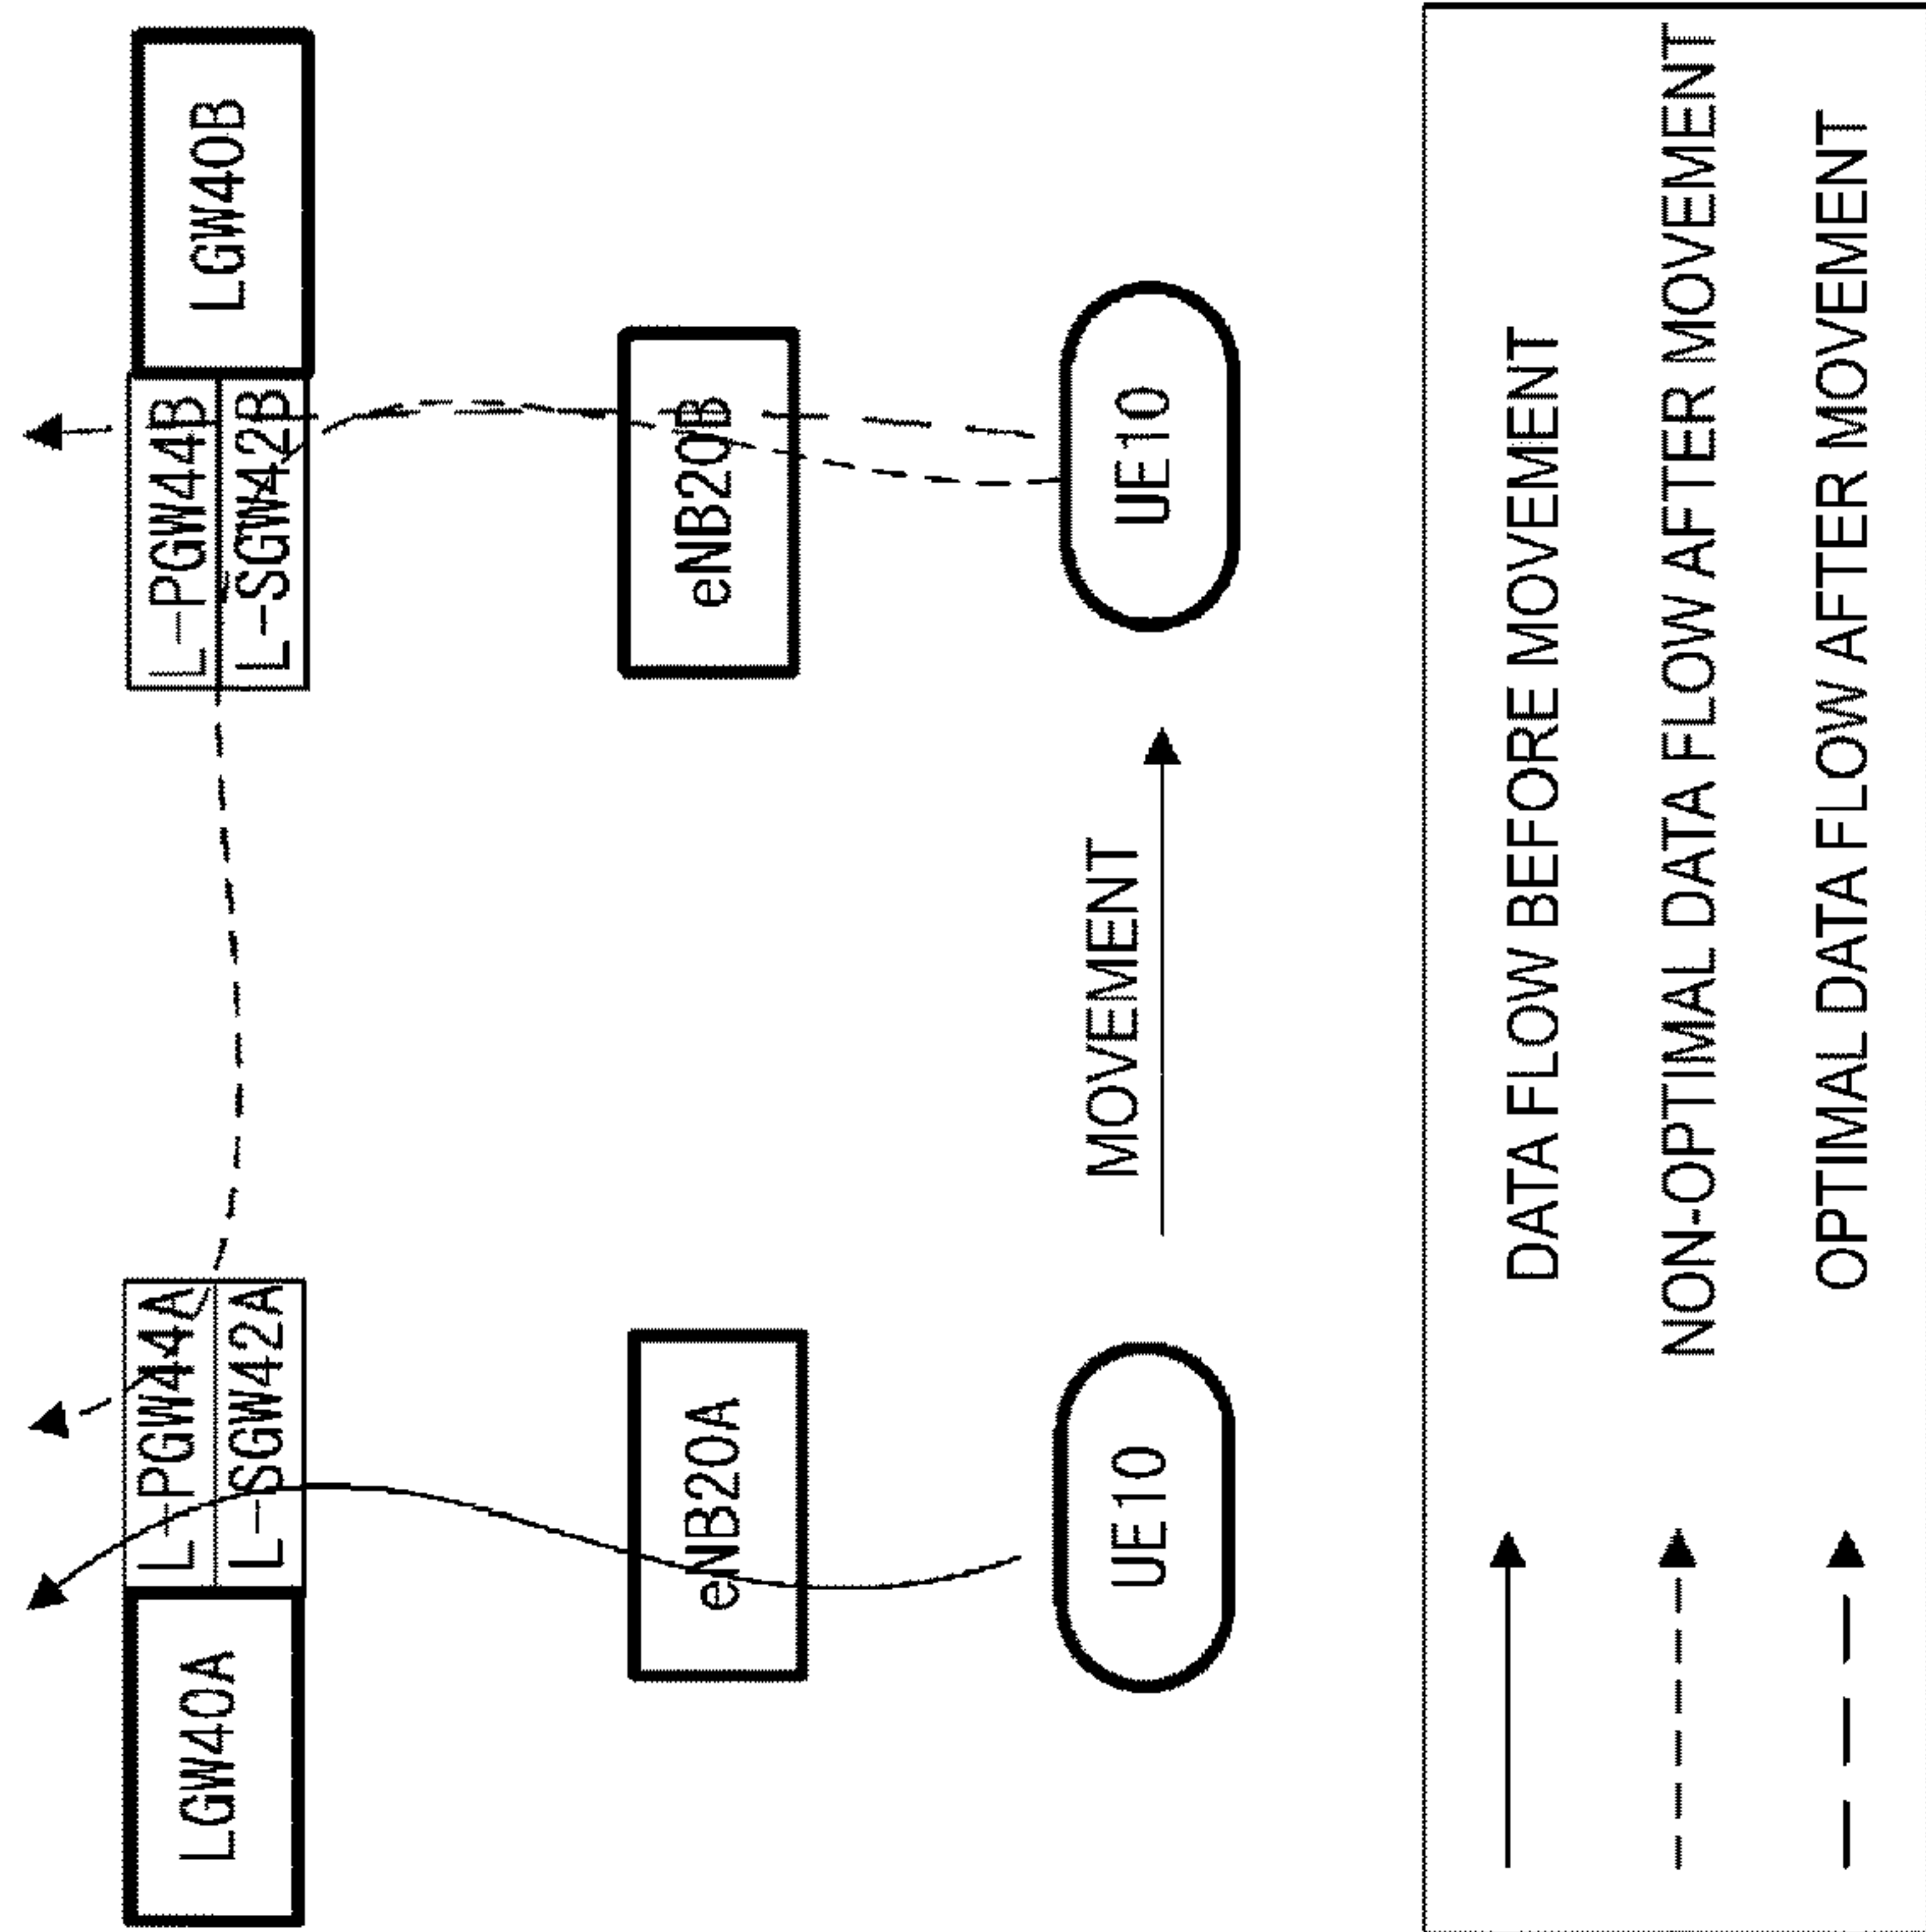 LGW40A
L-PGW44A
L-SGW42A
L-PGW44B
L-SGW42B
LGW40B
eNB20A
eNB20B
MOVEMENT
UE10
UE10
DATA FLOW BEFORE MOVEMENT
NON-OPTIMAL DATA FLOW AFTER MOVEMENT
OPTIMAL DATA FLOW AFTER MOVEMENT